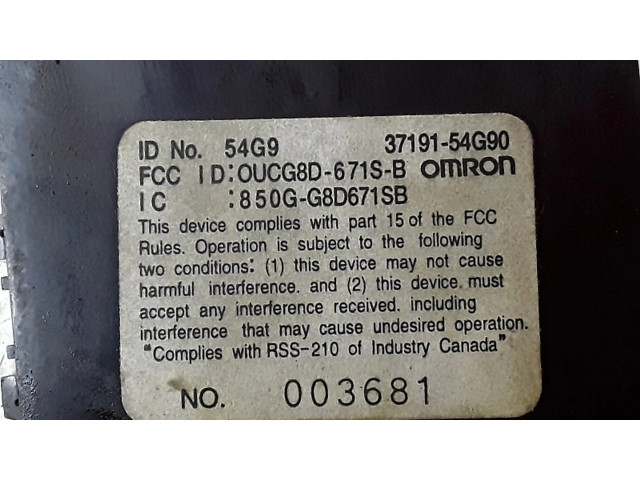 ID No. 54G9 37191-54G90
FCC ID:OUCG8D-671S-B OMRON
IC :850G-G8D671SB
This device complies with part 15 of the FCC
Rules. Operation is subject to the following
two conditions: (1) this device may not cause
harmful interference. and (2) this device. must
accept any interference received. including
interference that may cause undesired operation.
"Complies with RSS-210 of Industry Canada"
NO. 003681